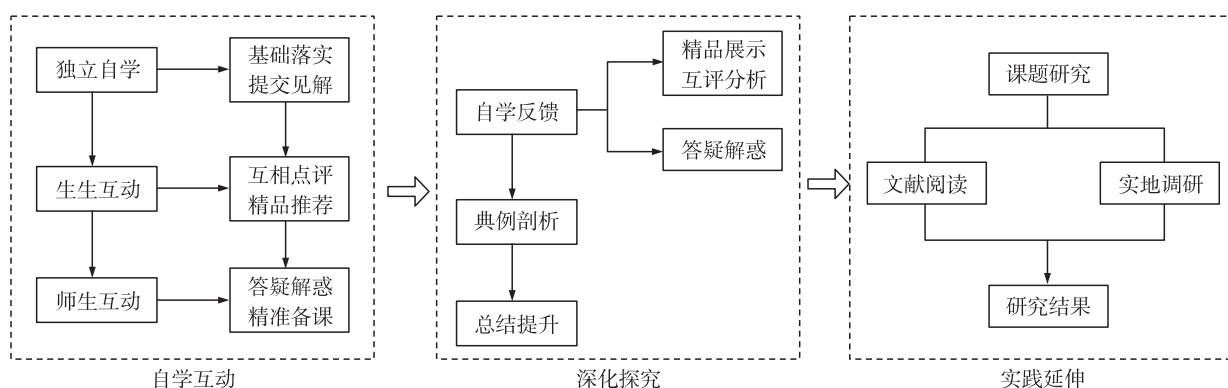 独立自学
基础落实
提交见解
生生互动
互相点评
精品推荐
师生互动
答疑解惑
精准备课
自学互动
自学反馈
精品展示
互评分析
答疑解惑
典例剖析
总结提升
深化探究
课题研究
文献阅读
实地调研
研究结果
实践延伸